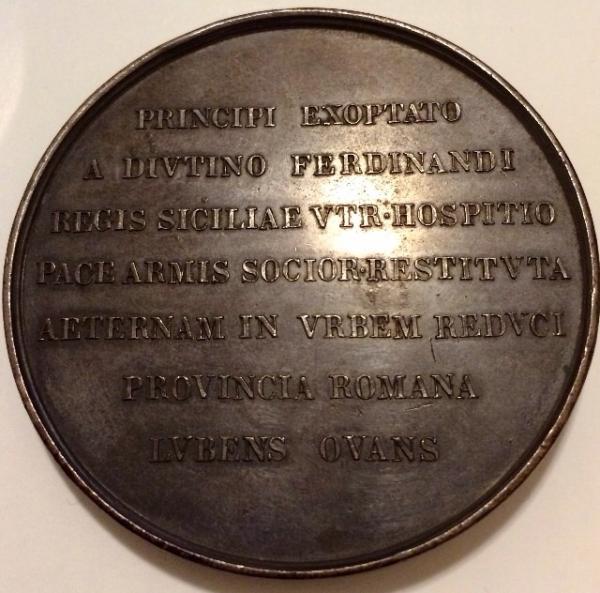 PRINCIPI EXOPTATO
A DIVTINO FERDINANDI
REGIS SICILIAE VTR·HOSPITIO
PACE ARMIS SOCIOR·RESTITVTA
AETERNAM IN VRBEM REDVCI
PROVINCIA ROMANA
LVBENS OVANS